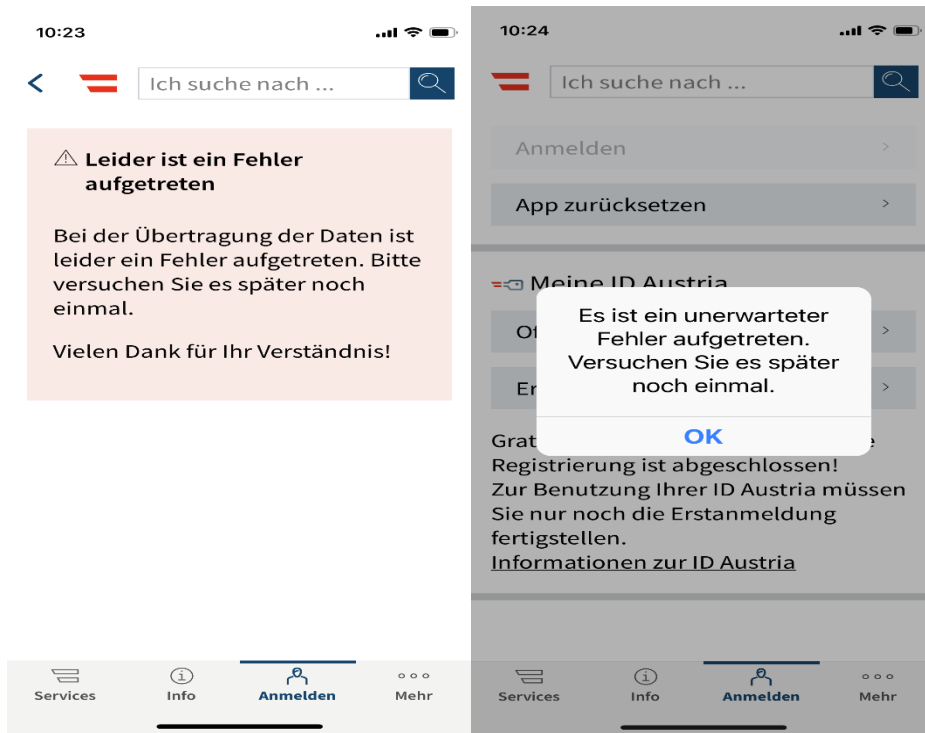 10:23
Ich suche nach ...
Leider ist ein Fehler
aufgetreten
Bei der Übertragung der Daten ist
leider ein Fehler aufgetreten. Bitte
versuchen Sie es später noch
einmal.
Vielen Dank für Ihr Verständnis!
Services
Info
Anmelden
Mehr
10:24
Ich suche nach ...
Anmelden
App zurücksetzen
Meine ID Austria
Es ist ein unerwarteter
Fehler aufgetreten.
Versuchen Sie es später
noch einmal.
OK
Registrierung ist abgeschlossen!
Zur Benutzung Ihrer ID Austria müssen
Sie nur noch die Erstanmeldung
fertigstellen.
Informationen zur ID Austria
Services
Info
Anmelden
Mehr